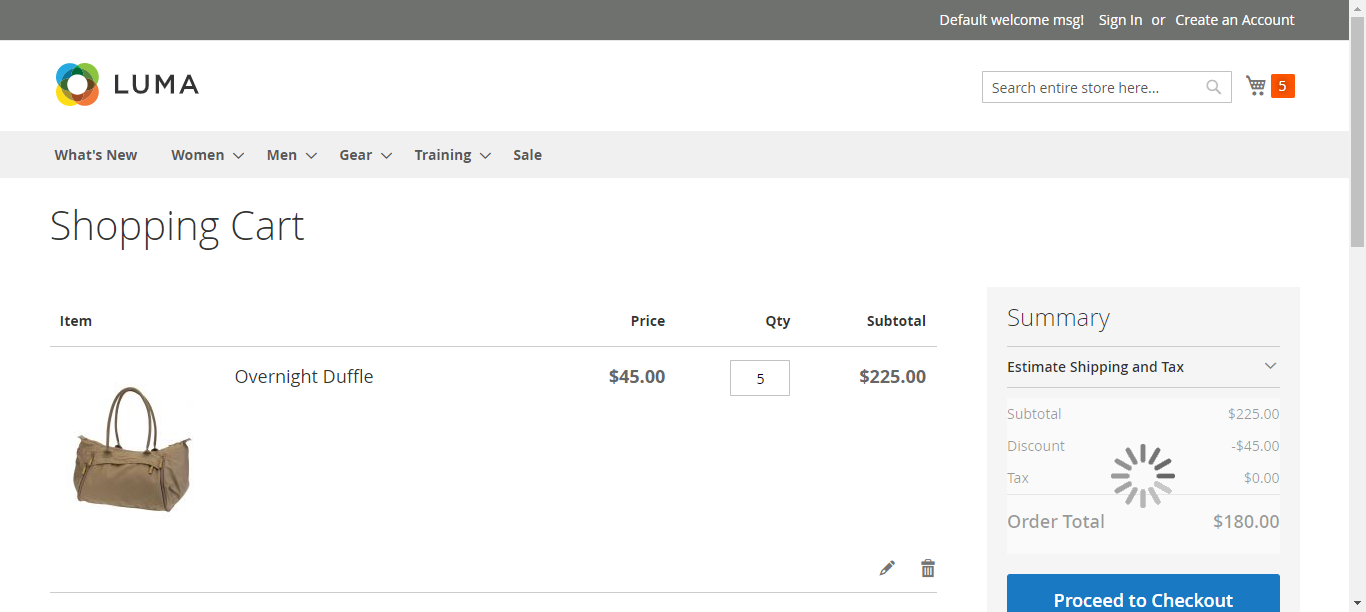 Default welcome msg! Sign In or Create an Account
LUMA
Search entire store here...
5
What's New Women Men Gear Training Sale
Shopping Cart
Item Price Qty Subtotal
Overnight Duffle $45.00 5 $225.00
Summary
Estimate Shipping and Tax
Subtotal $225.00
Discount -$45.00
Tax $0.00
Order Total $180.00
Proceed to Checkout